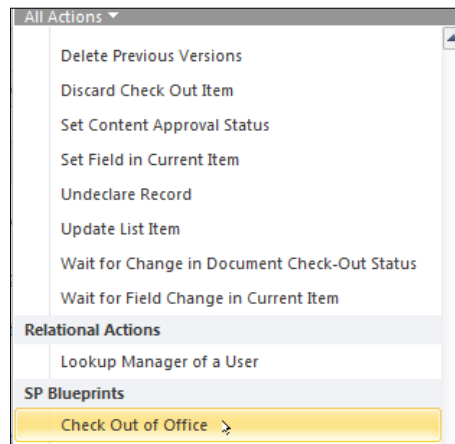 All Actions
Delete Previous Versions
Discard Check Out Item
Set Content Approval Status
Set Field in Current Item
Undeclare Record
Update List Item
Wait for Change in Document Check-Out Status
Wait for Field Change in Current Item
Relational Actions
Lookup Manager of a User
SP Blueprints
Check Out of Office